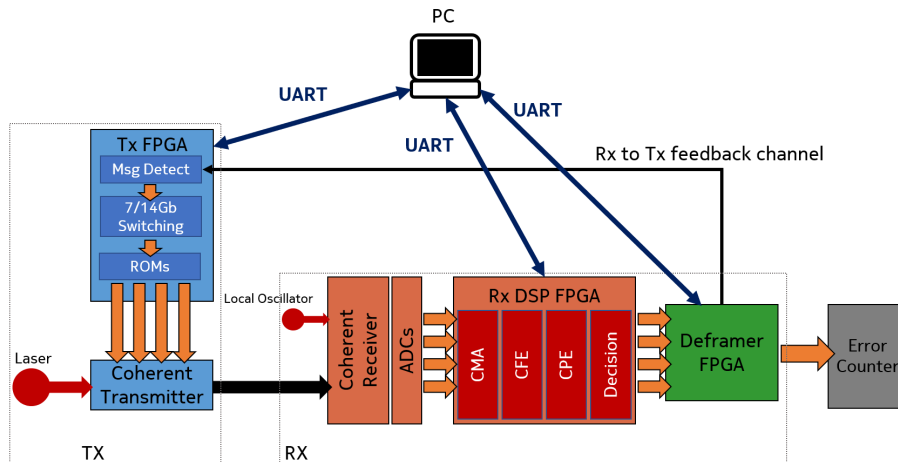 PC
UART
UART
UART
Tx FPGA
Msg Detect
7/14Gb
Switching
ROMs
Rx to Tx feedback channel
Local Oscillator
Laser
Coherent
Transmitter
TX
Coherent
Receiver
ADCs
Rx DSP FPGA
CMA
CFE
CPE
Decision
Deframer
FPGA
Error
Counter
RX